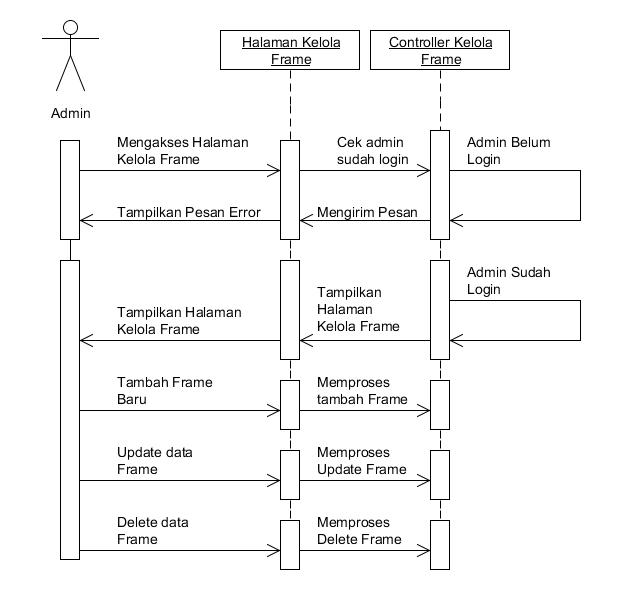 Halaman Kelola
Frame
Controller Kelola
Frame
Admin
Mengakses Halaman
Kelola Frame
Cek admin
sudah login
Admin Belum
Login
Tampilkan Pesan Error
Mengirim Pesan
Admin Sudah
Login
Tampilkan
Halaman
Kelola Frame
Tampilkan Halaman
Kelola Frame
Tambah Frame
Baru
Memproses
tambah Frame
Update data
Frame
Memproses
Update Frame
Delete data
Frame
Memproses
Delete Frame